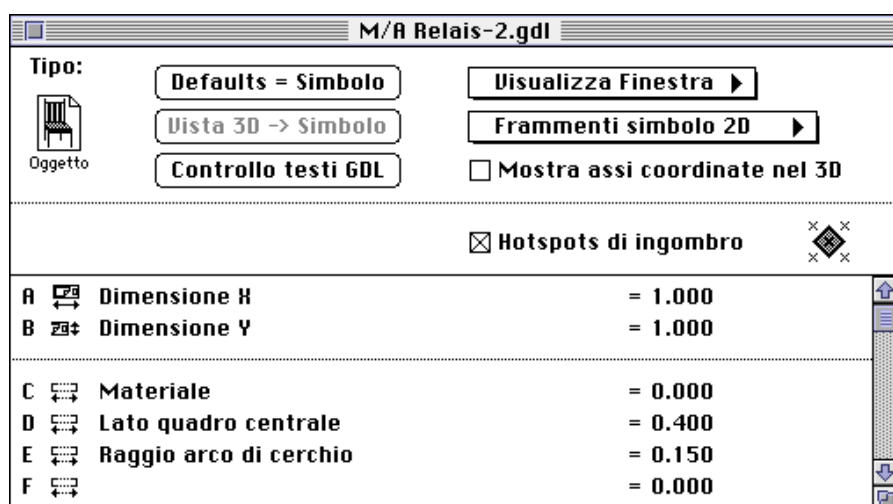 M/A Relais-2.gdl
Tipo:
Oggetto
Defaults = Simbolo
Vista 3D -> Simbolo
Controllo testi GDL
Visualizza Finestra
Frammenti simbolo 2D
Mostra assi coordinate nel 3D
Hotspots di ingombro
A Dimensione X = 1.000
B Dimensione Y = 1.000
C Materiale = 0.000
D Lato quadro centrale = 0.400
E Raggio arco di cerchio = 0.150
F = 0.000